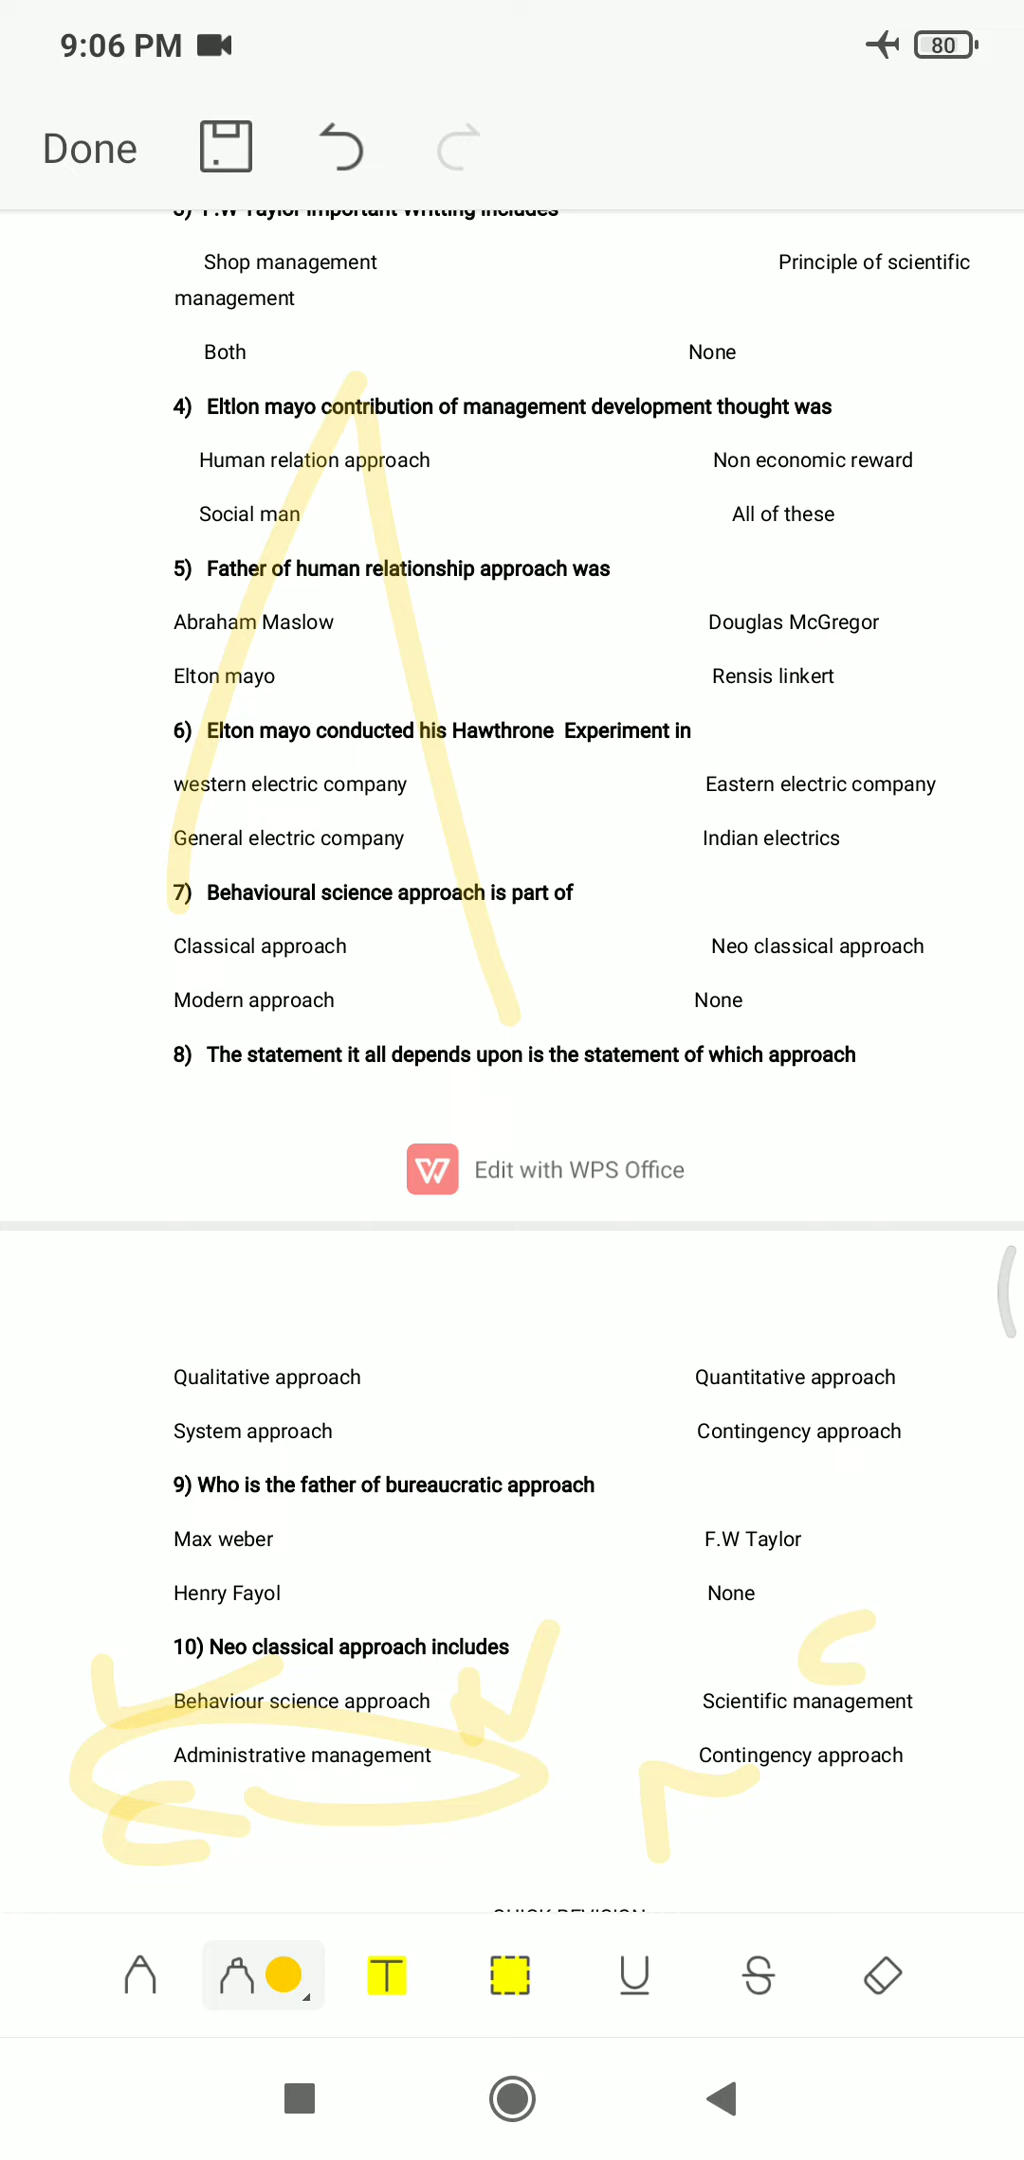 9:06 PM
80
Done
3) F.W Taylor Important Writting includes
Shop management Principle of scientific
management
Both None
4) Eltlon mayo contribution of management development thought was
Human relation approach Non economic reward
Social man All of these
5) Father of human relationship approach was
Abraham Maslow Douglas McGregor
Elton mayo Rensis linkert
6) Elton mayo conducted his Hawthrone Experiment in
western electric company Eastern electric company
General electric company Indian electrics
7) Behavioural science approach is part of
Classical approach Neo classical approach
Modern approach None
8) The statement it all depends upon is the statement of which approach
Edit with WPS Office
Qualitative approach Quantitative approach
System approach Contingency approach
9) Who is the father of bureaucratic approach
Max weber F.W Taylor
Henry Fayol None
10) Neo classical approach includes
Behaviour science approach Scientific management
Administrative management Contingency approach
QUICK REVISION